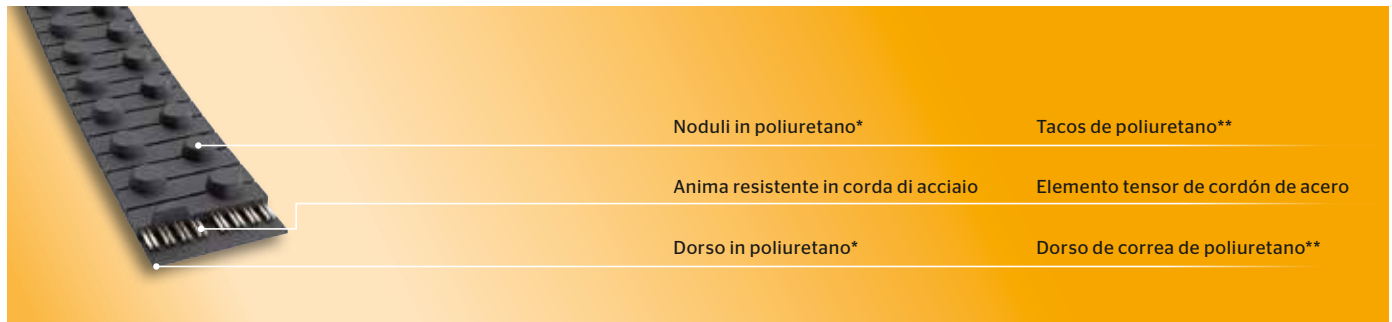 Noduli in poliuretano* Tacos de poliuretano**
Anima resistente in corda di acciaio Elemento tensor de cordón de acero
Dorso in poliuretano* Dorso de correa de poliuretano**